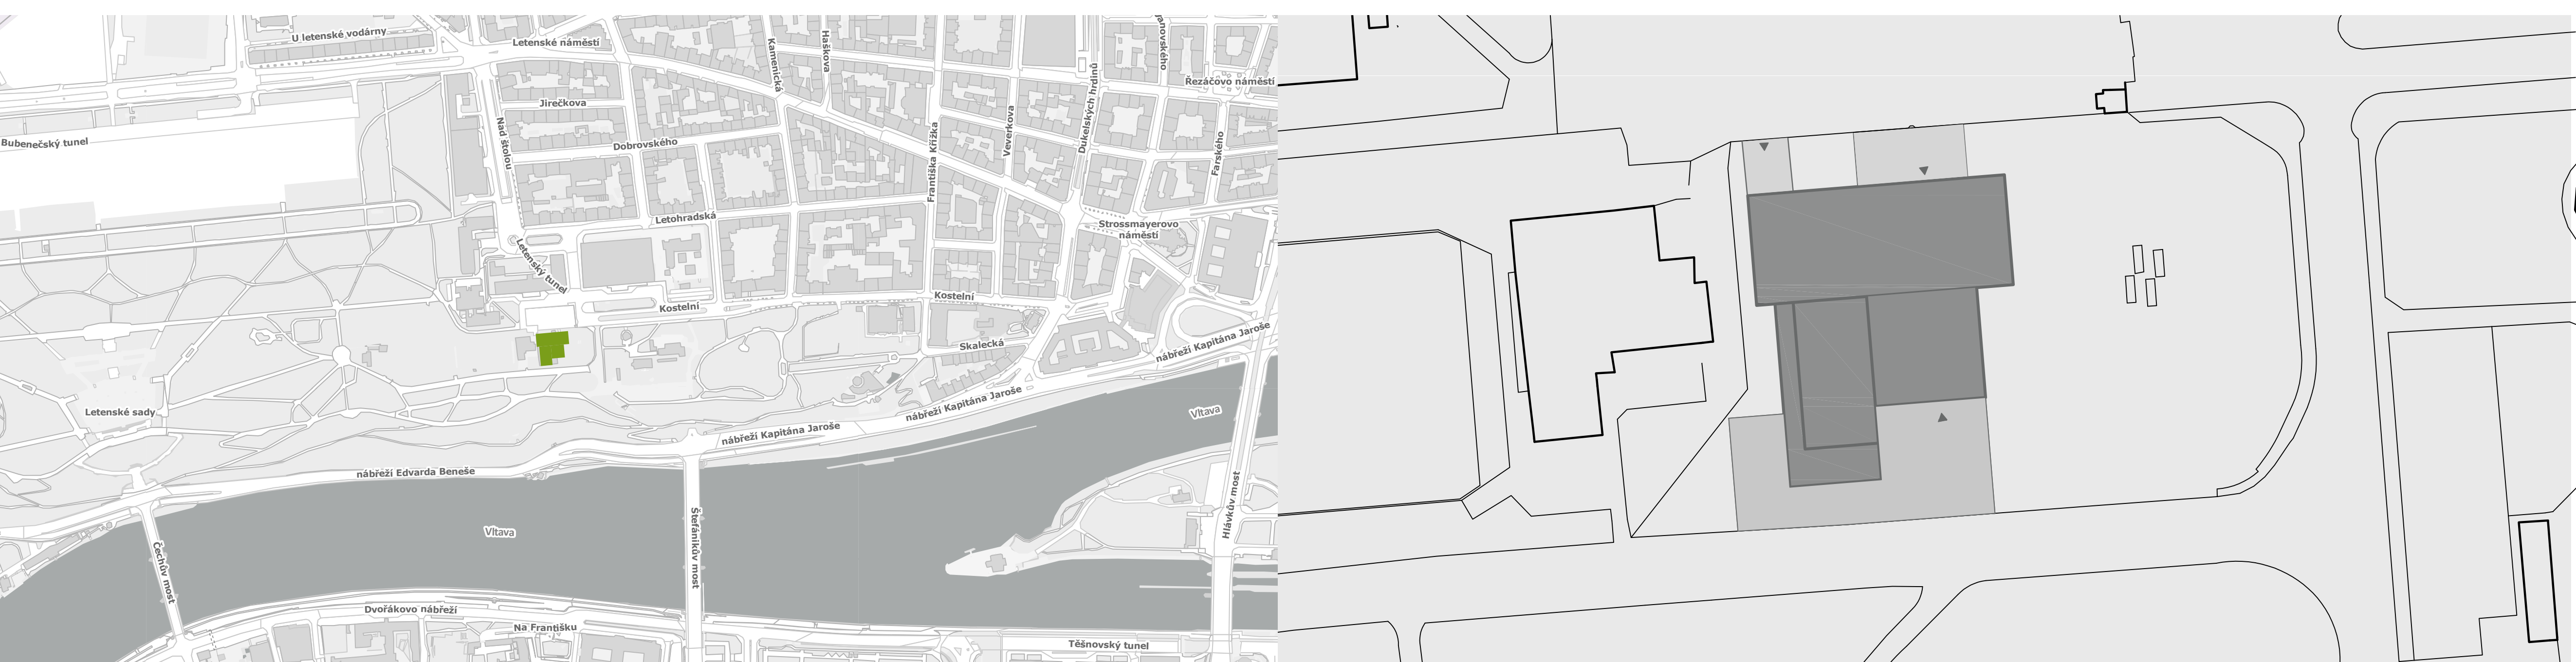 U letenské vodárny
Letenské náměstí
Kamenická
Haškova
Řezáčovo náměstí
Jirečkova
Bubenečský tunel
Nad štolou
Dobrovského
Františka Křížka
Veverkova
Dukelských hrdinů
Farského
Letohradská
Strossmayerovo
náměstí
Letenský tunel
Kostelní
Kostelní
Skalecká
nábřeží Kapitána Jaroše
nábřeží Kapitána Jaroše
nábřeží Kapitána Jaroše
Letenské sady
Vltava
nábřeží Edvarda Beneše
Vltava
Štefánikův most
Hlávkův most
Čechův most
Dvořákovo nábřeží
Na Františku
Těšnovský tunel